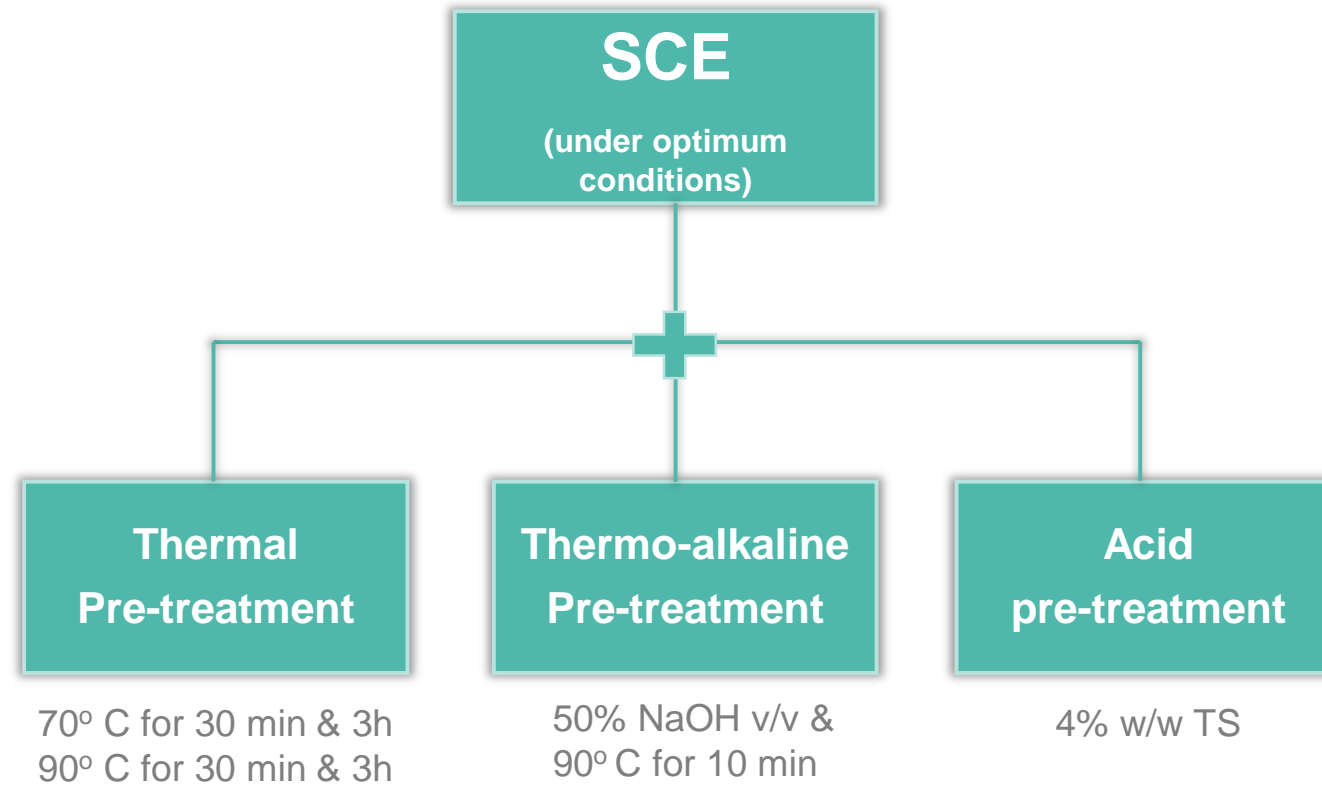 SCE
(under optimum
conditions)
Thermal
Pre-treatment
Thermo-alkaline
Pre-treatment
Acid
pre-treatment
70º C for 30 min & 3h
90º C for 30 min & 3h
50% NaOH v/v &
90º C for 10 min
4% w/w TS